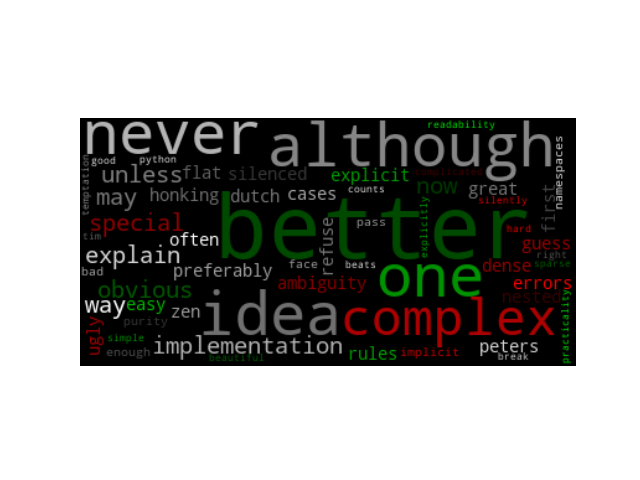 never although readability
good python
unless flat silenced explicit complicated
temptation may honking dutch cases counts now great silently first namespaces
special better pass explicitly hard
tim often refuse guess
explain face beats right
bad preferably ambiguity one dense sparse
obvious errors
way easy zen idea complex nested
ugly purity
simple implementation peters
enough beautiful rules implicit break practicality